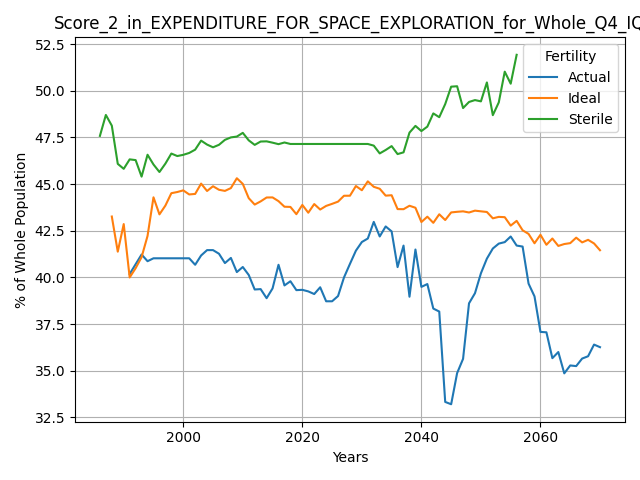 Score_2_in_EXPENDITURE_FOR_SPACE_EXPLORATION_for_Whole_Q4_IQ
52.5
50.0
47.5
45.0
42.5
40.0
37.5
35.0
32.5
% of Whole Population
Fertility
Actual
Ideal
Sterile
2000
2020
2040
2060
Years